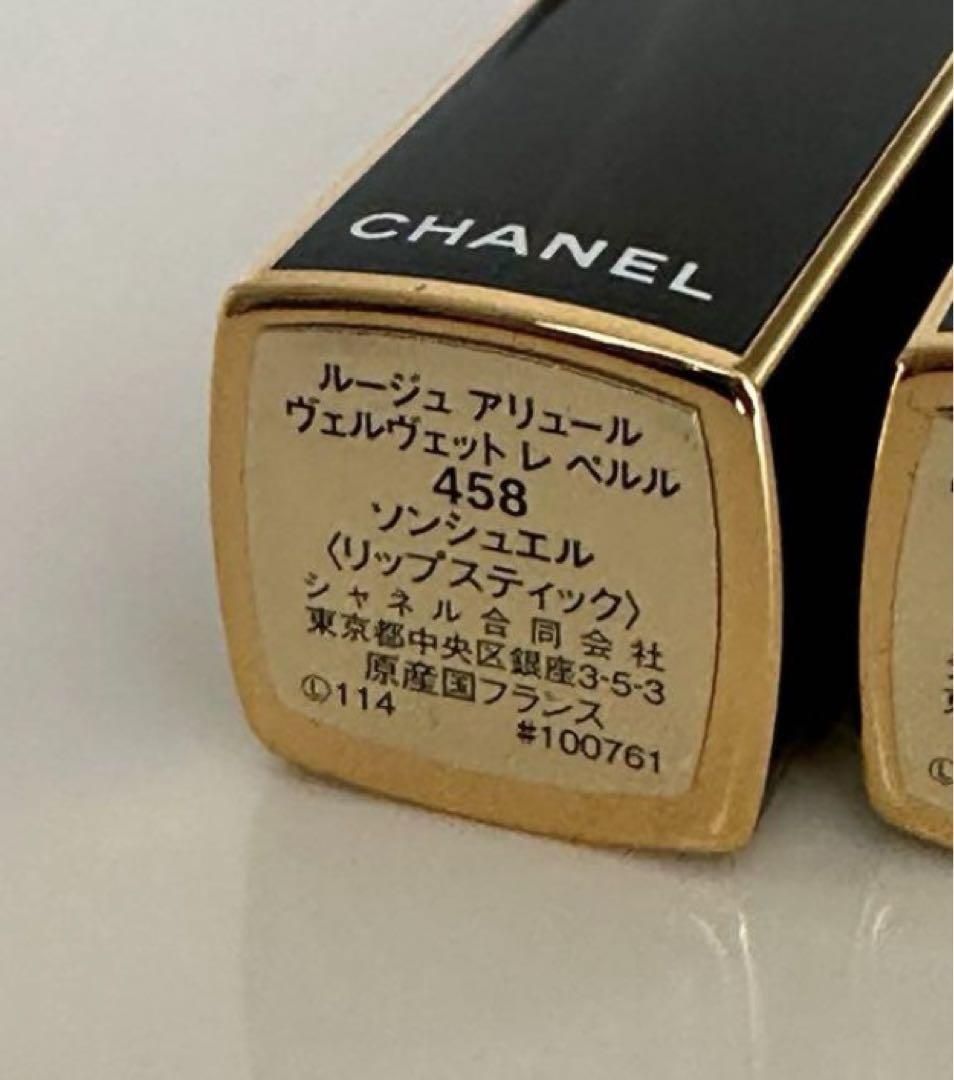 CHANEL
ルージュ アリュール
ヴェルヴェット レ ペルル
458
ソンシュエル
〈リップスティック〉
シャネル合同会社
東京都中央区銀座3-5-3
原産国フランス
Ⓛ114 #100761